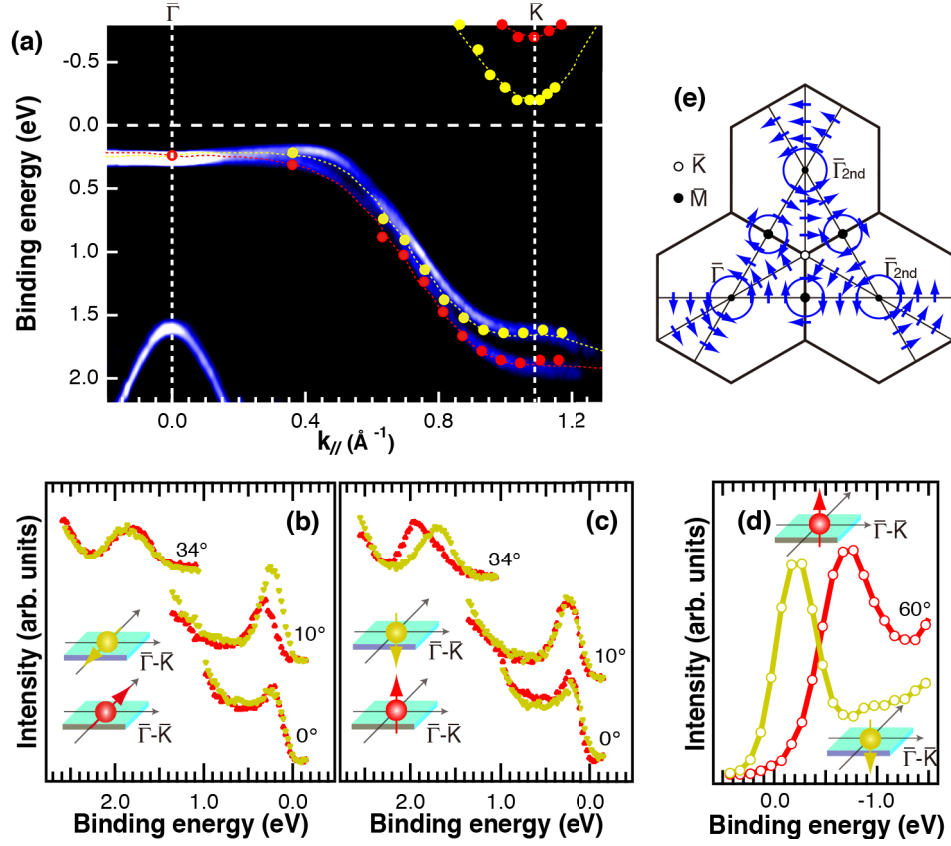 (a)
Γ̄
K̄
-0.5
0.0
0.5
1.0
1.5
2.0
Binding energy (eV)
0.0
0.4
0.8
1.2
k// (Å⁻¹)
(e)
K̄
M̄
Γ̄2nd
Γ̄
Γ̄2nd
(b)
34°
10°
0°
Γ̄-K̄
Γ̄-K̄
Intensity (arb. units)
2.0
1.0
0.0
Binding energy (eV)
(c)
34°
10°
0°
Γ̄-K̄
Γ̄-K̄
2.0
1.0
0.0
Binding energy (eV)
(d)
Γ̄-K̄
60°
Γ̄-K̄
Intensity (arb. units)
0.0
-1.0
Binding energy (eV)